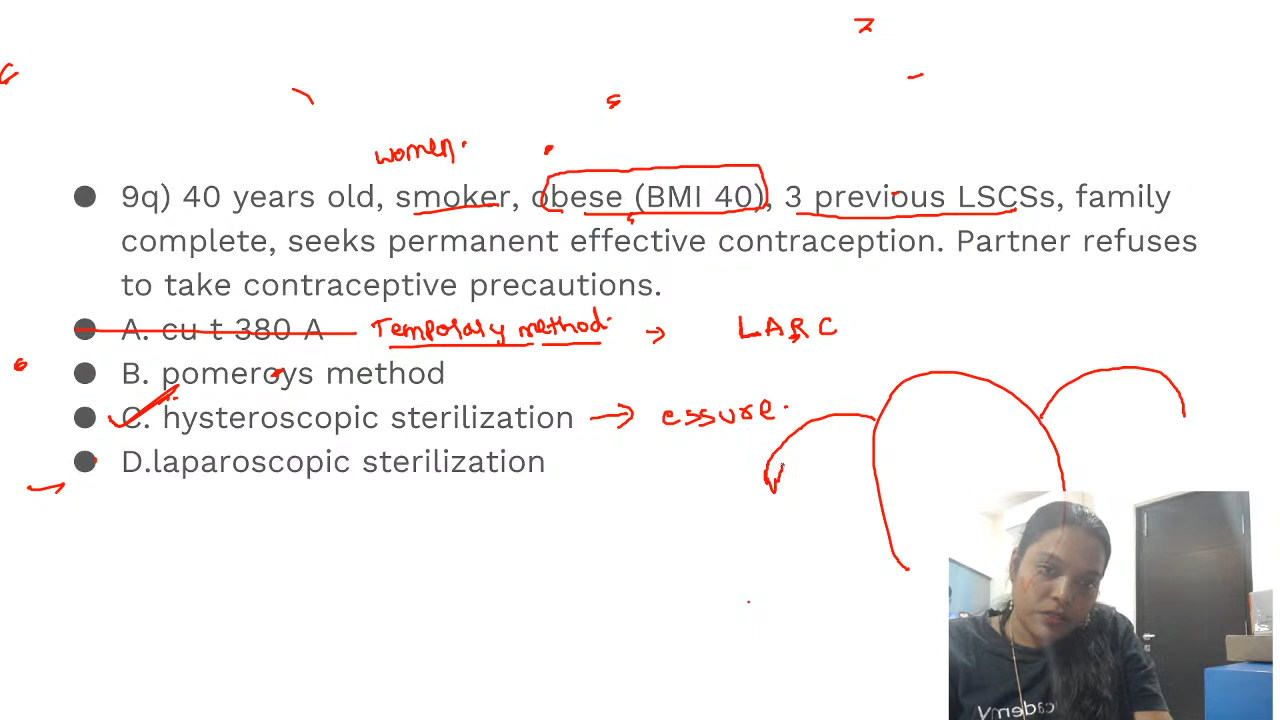 women.
9q) 40 years old, smoker, obese (BMI 40), 3 previous LSCSs, family
complete, seeks permanent effective contraception. Partner refuses
to take contraceptive precautions.
A. cu t 380 A Temporary method. → LARC
B. pomeroys method
C. hysteroscopic sterilization → essure.
D.laparoscopic sterilization